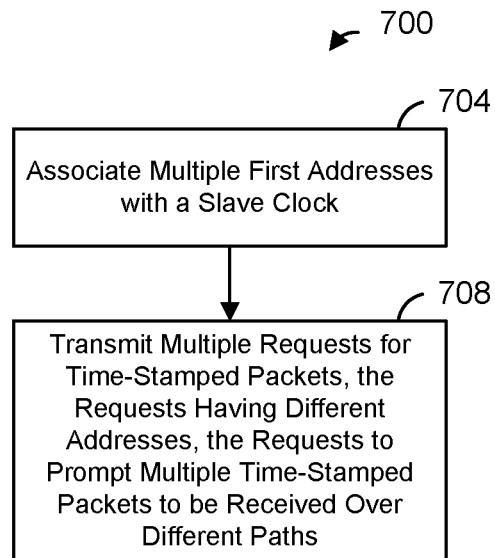 700
704
Associate Multiple First Addresses
with a Slave Clock
708
Transmit Multiple Requests for
Time-Stamped Packets, the
Requests Having Different
Addresses, the Requests to
Prompt Multiple Time-Stamped
Packets to be Received Over
Different Paths